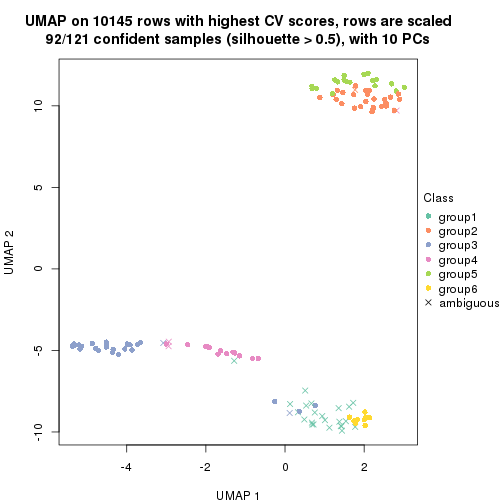 UMAP on 10145 rows with highest CV scores, rows are scaled
92/121 confident samples (silhouette > 0.5), with 10 PCs
10
5
0
-5
-10
UMAP 2
-4
-2
0
2
UMAP 1
Class
group1
group2
group3
group4
group5
group6
ambiguous